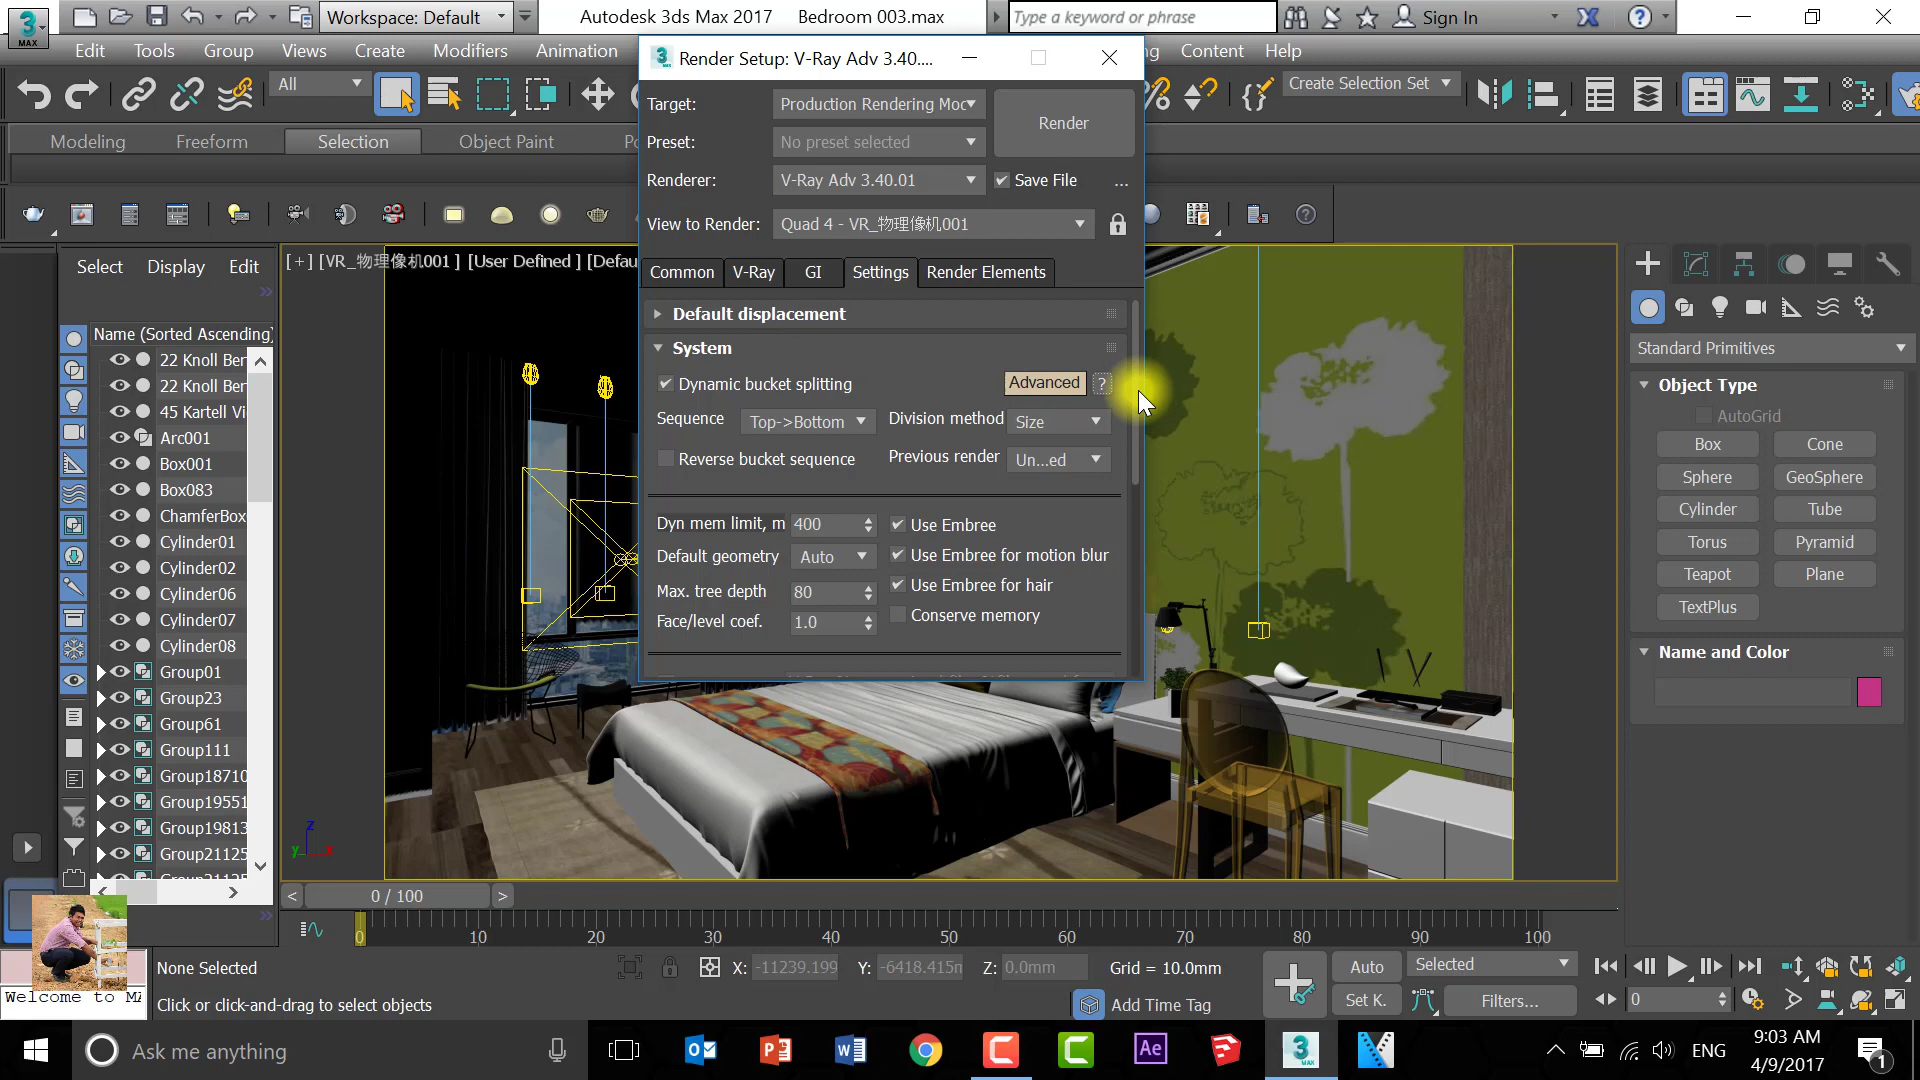 Workspace: Default
Autodesk 3ds Max 2017 Bedroom 003.max
Type a keyword or phrase
Sign In
MAX
Edit Tools Group Views Create Modifiers Animation
Content Help
All
Create Selection Set
Modeling Freeform Selection Object Paint
Render Setup: V-Ray Adv 3.40....
Target: Production Rendering Moc
Render
Preset: No preset selected
Renderer: V-Ray Adv 3.40.01
Save File ...
View to Render: Quad 4 - VR_物理像机001
Common V-Ray GI Settings Render Elements
Default displacement
System
Dynamic bucket splitting Advanced ?
Sequence Top->Bottom Division method Size
Reverse bucket sequence Previous render Un...ed
Dyn mem limit, m 400 Use Embree
Default geometry Auto Use Embree for motion blur
Max. tree depth 80 Use Embree for hair
Face/level coef. 1.0 Conserve memory
[+] [VR_物理像机001 ] [User Defined ] [Defau
Select Display Edit
Name (Sorted Ascending)
22 Knoll Ber
22 Knoll Ber
45 Kartell Vi
Arc001
Box001
Box083
ChamferBox
Cylinder01
Cylinder02
Cylinder06
Cylinder07
Cylinder08
Group01
Group23
Group61
Group111
Group18710
Group19551
Group19813
Group21125
Standard Primitives
Object Type
AutoGrid
Box Cone
Sphere GeoSphere
Cylinder Tube
Torus Pyramid
Teapot Plane
TextPlus
Name and Color
z
y x
< 0 / 100 >
0 10 20 30 40 50 60 70 80 90 100
None Selected
X: -11239.199 Y: -6418.415m Z: 0.0mm Grid = 10.0mm
Auto Selected
Welcome to MA
Click or click-and-drag to select objects
Add Time Tag
Set K. Filters...
0
Ask me anything
Ae
3
MAX
ENG
9:03 AM
4/9/2017
1